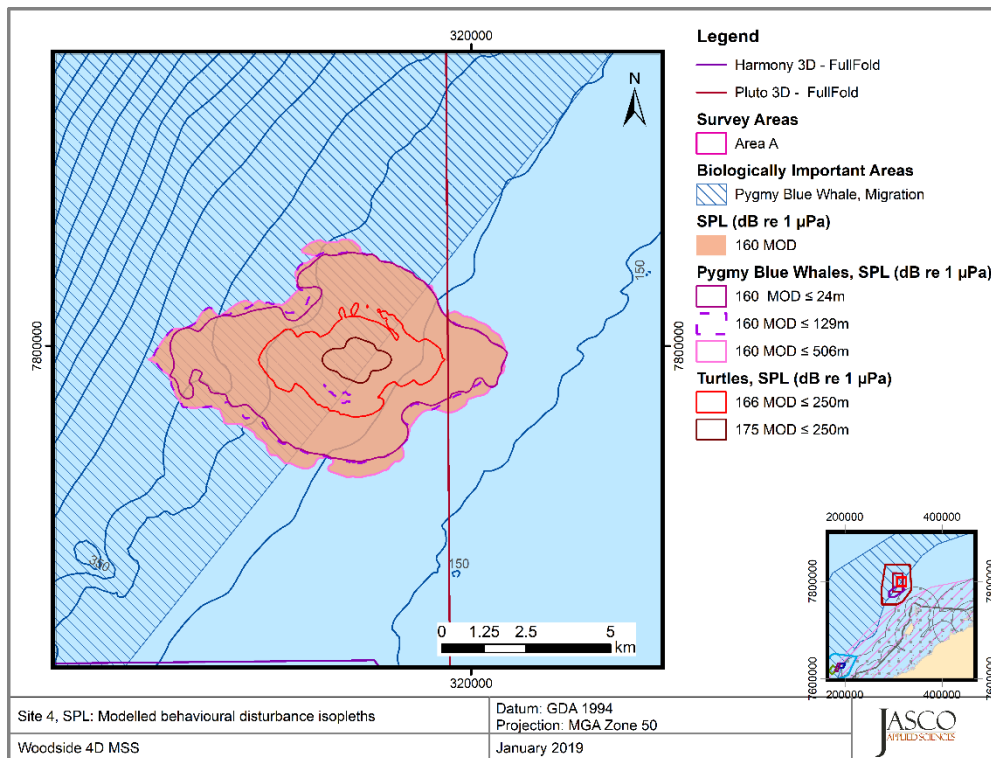 320000
N
7800000
7800000
150
150
350
0 1.25 2.5 5
km
320000
Legend
Harmony 3D - FullFold
Pluto 3D - FullFold
Survey Areas
Area A
Biologically Important Areas
Pygmy Blue Whale, Migration
SPL (dB re 1 µPa)
160 MOD
Pygmy Blue Whales, SPL (dB re 1 µPa)
160 MOD ≤ 24m
160 MOD ≤ 129m
160 MOD ≤ 506m
Turtles, SPL (dB re 1 µPa)
166 MOD ≤ 250m
175 MOD ≤ 250m
200000 400000
7800000
7800000
7600000
7600000
200000 400000
Site 4, SPL: Modelled behavioural disturbance isopleths
Datum: GDA 1994
Projection: MGA Zone 50
Woodside 4D MSS
January 2019
JASCO
APPLIED SCIENCES